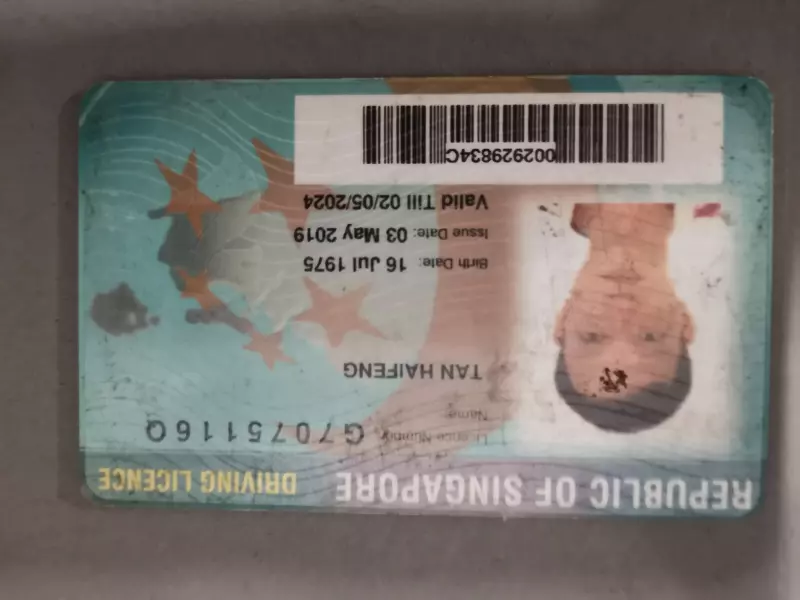 REPUBLIC OF SINGAPORE DRIVING LICENCE
Licence Number G7075116Q
Name
TAN HAIFENG
Birth Date: 16 Jul 1975
Issue Date: 03 May 2019
Valid Till 02/05/2024
002929834C